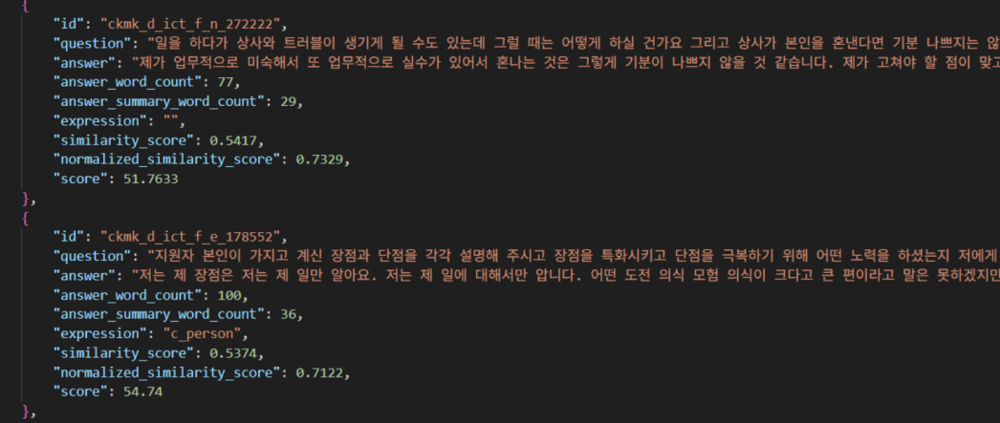 {
"id": "ckmk_d_ict_f_n_272222",
"question": "일을 하다가 상사와 트러블이 생기게 될 수도 있는데 그럴 때는 어떻게 하실 건가요 그리고 상사가 본인을 혼낸다면 기분 나쁘지는 않
"answer": "제가 업무적으로 미숙해서 또 업무적으로 실수가 있어서 혼나는 것은 그렇게 기분이 나쁘지 않을 것 같습니다. 제가 고쳐야 할 점이 맞고
"answer_word_count": 77,
"answer_summary_word_count": 29,
"expression": "",
"similarity_score": 0.5417,
"normalized_similarity_score": 0.7329,
"score": 51.7633
},
{
"id": "ckmk_d_ict_f_e_178552",
"question": "지원자 본인이 가지고 계신 장점과 단점을 각각 설명해 주시고 장점을 특화시키고 단점을 극복하기 위해 어떤 노력을 하셨는지 저에게
"answer": "저는 제 장점은 저는 제 일만 알아요. 저는 제 일에 대해서만 압니다. 어떤 도전 의식 모험 의식이 크다고 큰 편이라고 말은 못하겠지만
"answer_word_count": 100,
"answer_summary_word_count": 36,
"expression": "c_person",
"similarity_score": 0.5374,
"normalized_similarity_score": 0.7122,
"score": 54.74
},